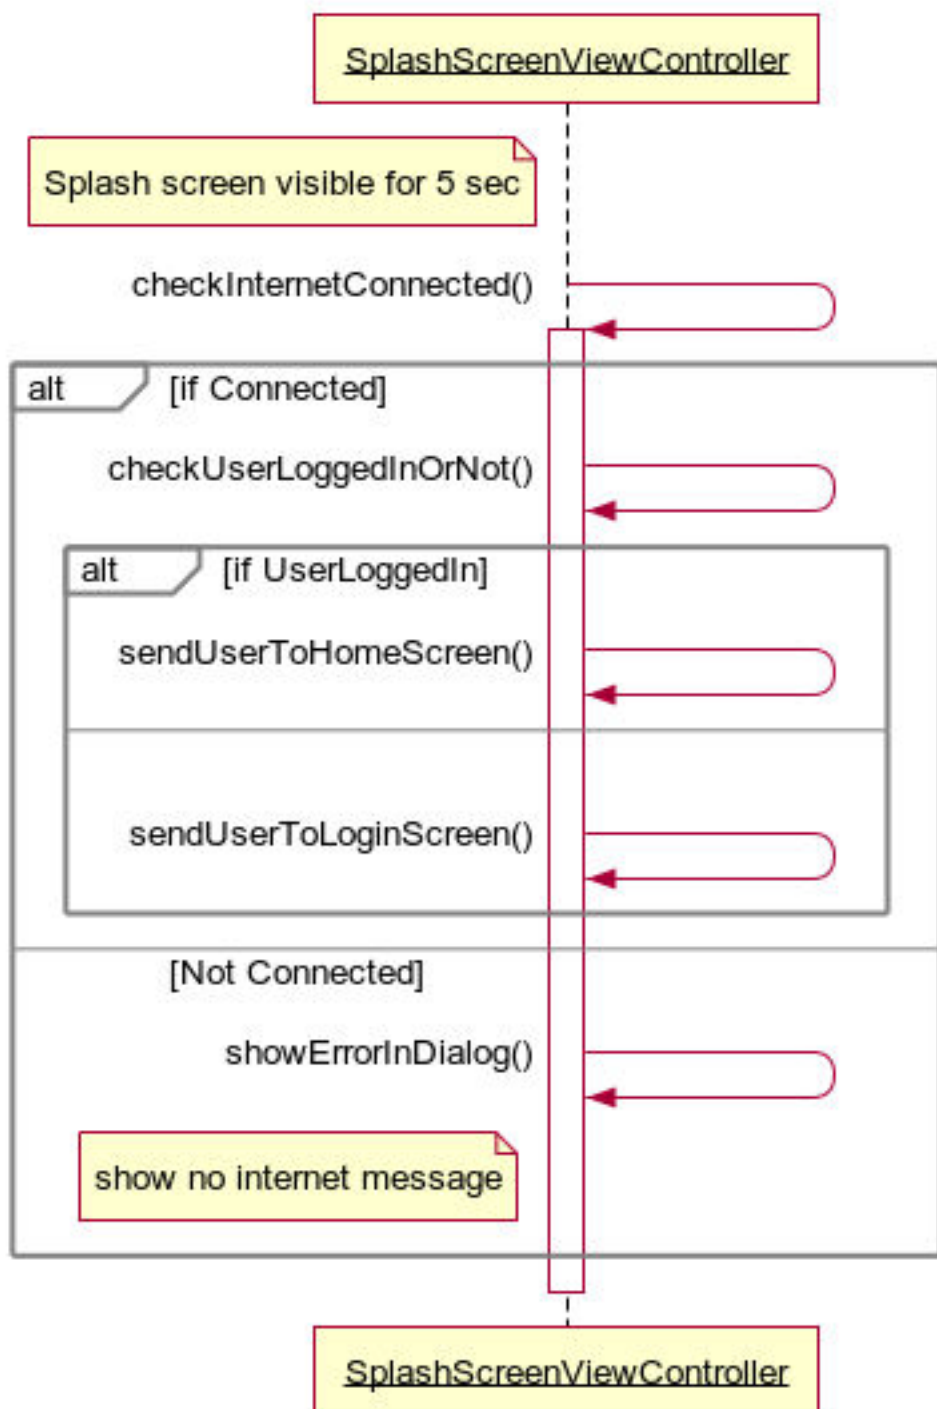 SplashScreenViewController
Splash screen visible for 5 sec
checkInternetConnected()
alt [if Connected]
checkUserLoggedInOrNot()
alt [if UserLoggedIn]
sendUserToHomeScreen()
sendUserToLoginScreen()
[Not Connected]
showErrorInDialog()
show no internet message
SplashScreenViewController